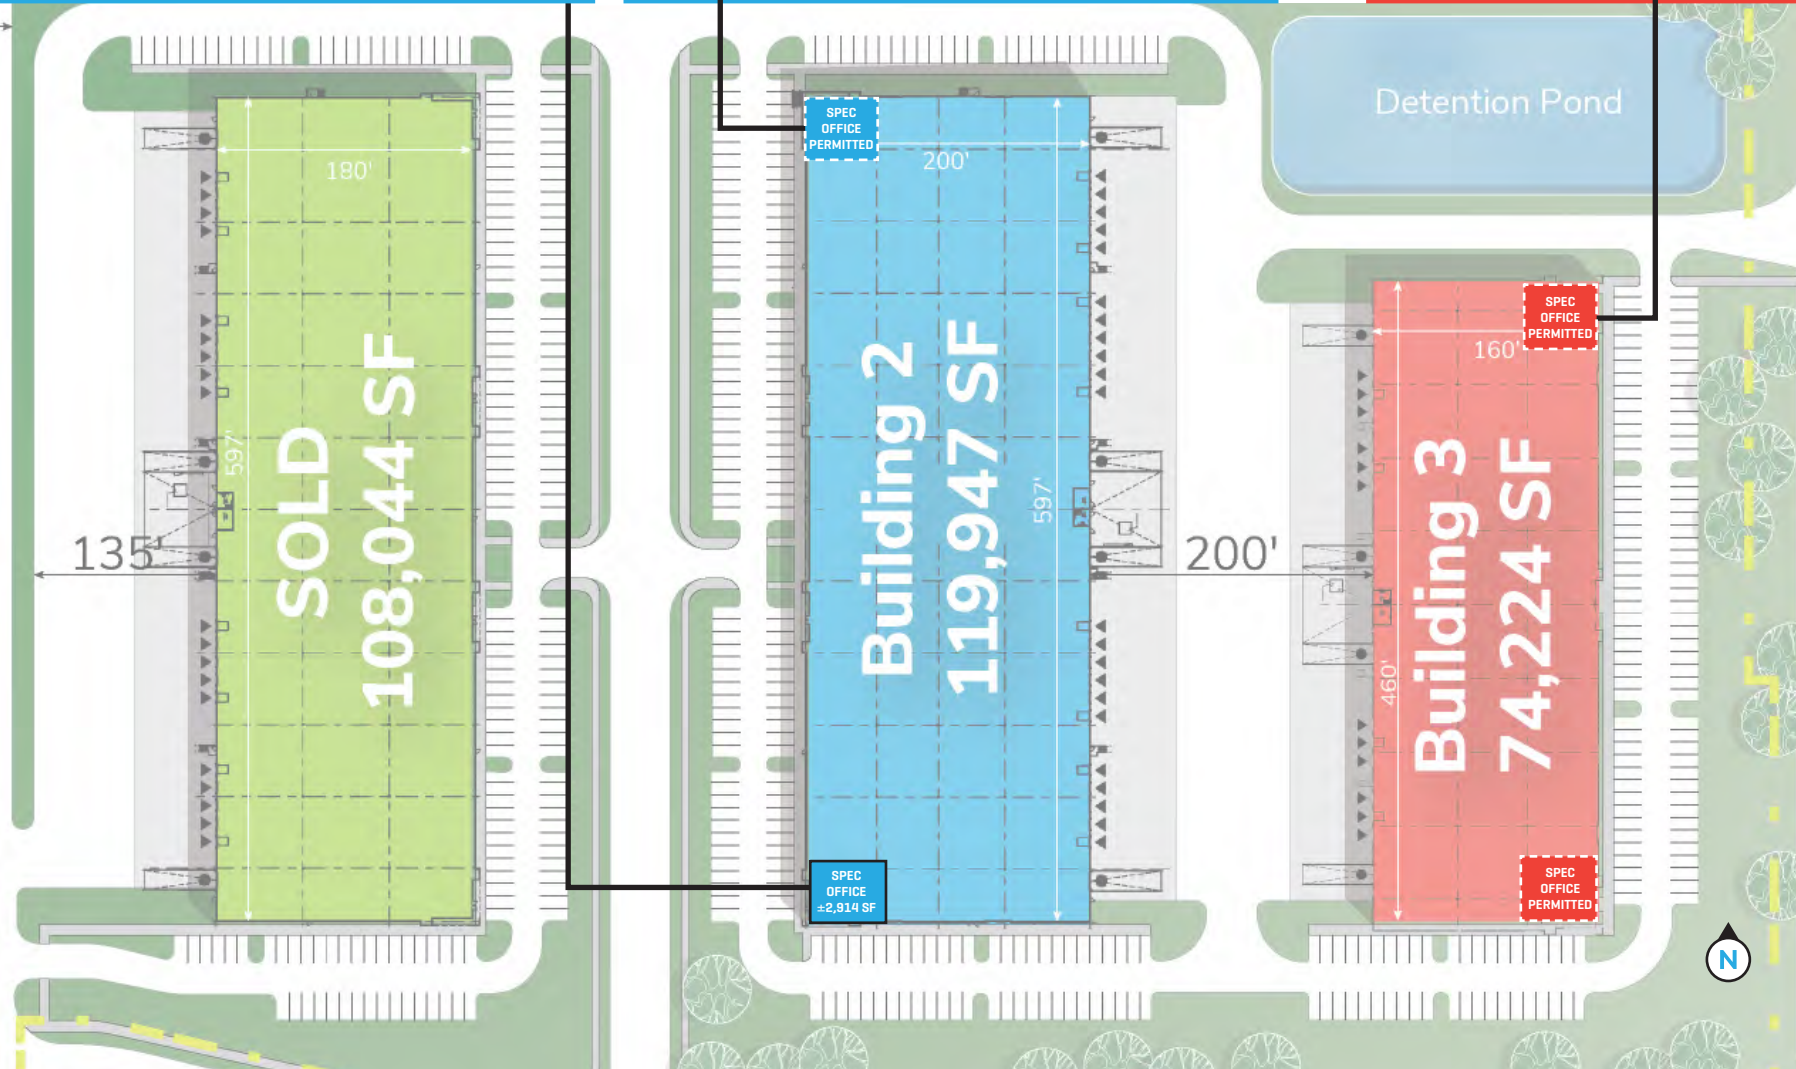 Detention Pond
SPEC
OFFICE
PERMITTED
180'
200'
597'
SOLD
108,044 SF
135'
Building 2
119,947 SF
597'
200'
SPEC
OFFICE
±2,914 SF
SPEC
OFFICE
PERMITTED
160'
460'
Building 3
74,224 SF
SPEC
OFFICE
PERMITTED
N